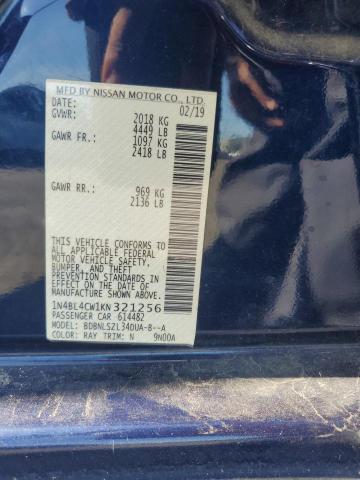 MFD BY NISSAN MOTOR CO., LTD.
DATE: 02/19
GVWR: 2018 KG
4449 LB
GAWR FR: 1097 KG
2418 LB
GAWR RR: 969 KG
2136 LB
THIS VEHICLE CONFORMS TO
ALL APPLICABLE FEDERAL
MOTOR VEHICLE SAFETY,
BUMPER, AND THEFT
PREVENTION STANDARDS IN
EFFECT ON THE DATE OF
MANUFACTURE SHOWN ABOVE.
1N4BL4CW1KN321256
PASSENGER CAR 614482
MODEL: BDBNLSZL34DUA-B--A
COLOR: RAY TRIM: N 9N00A